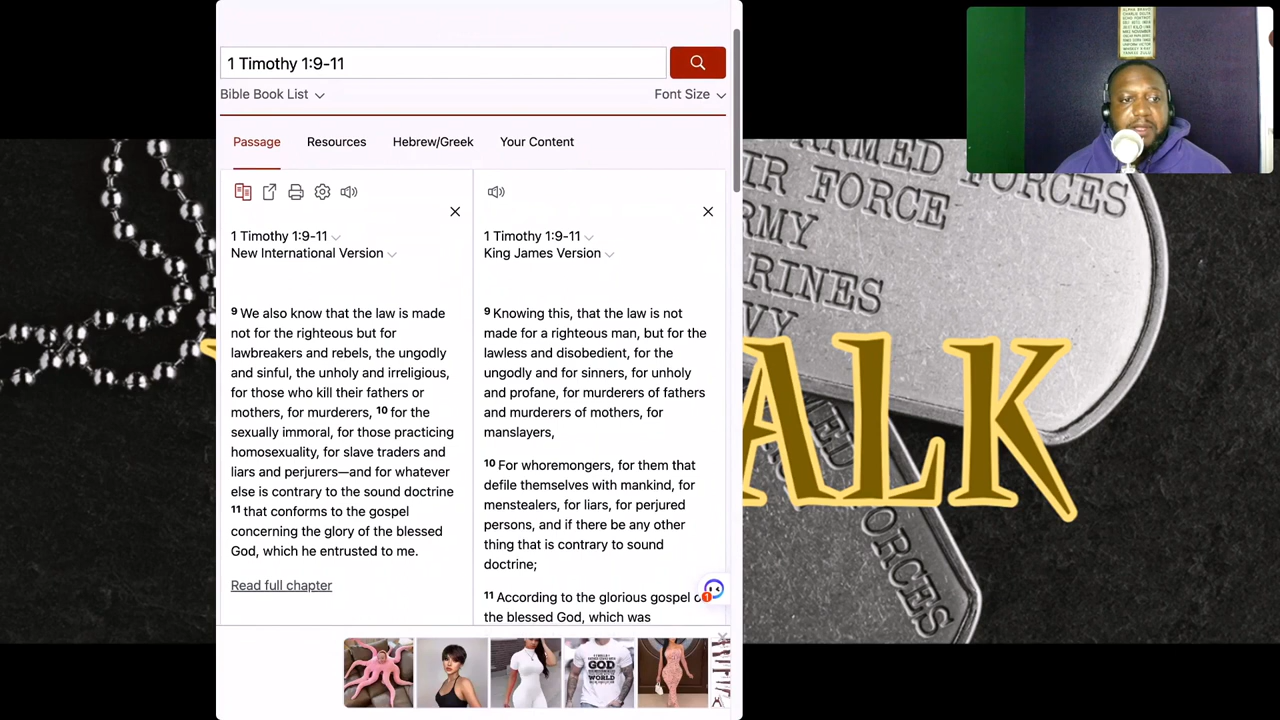 1 Timothy 1:9-11
Bible Book List
Font Size
Passage
Resources
Hebrew/Greek
Your Content
1 Timothy 1:9-11
New International Version
9 We also know that the law is made
not for the righteous but for
lawbreakers and rebels, the ungodly
and sinful, the unholy and irreligious,
for those who kill their fathers or
mothers, for murderers, 10 for the
sexually immoral, for those practicing
homosexuality, for slave traders and
liars and perjurers—and for whatever
else is contrary to the sound doctrine
11 that conforms to the gospel
concerning the glory of the blessed
God, which he entrusted to me.
Read full chapter
1 Timothy 1:9-11
King James Version
9 Knowing this, that the law is not
made for a righteous man, but for the
lawless and disobedient, for the
ungodly and for sinners, for unholy
and profane, for murderers of fathers
and murderers of mothers, for
manslayers,
10 For whoremongers, for them that
defile themselves with mankind, for
menstealers, for liars, for perjured
persons, and if there be any other
thing that is contrary to sound
doctrine;
11 According to the glorious gospel o
the blessed God, which was
1
GOD
WORLD
ARMED FORCES
IR FORCE
RMY
RINES
VY
ALK
ED FORCES